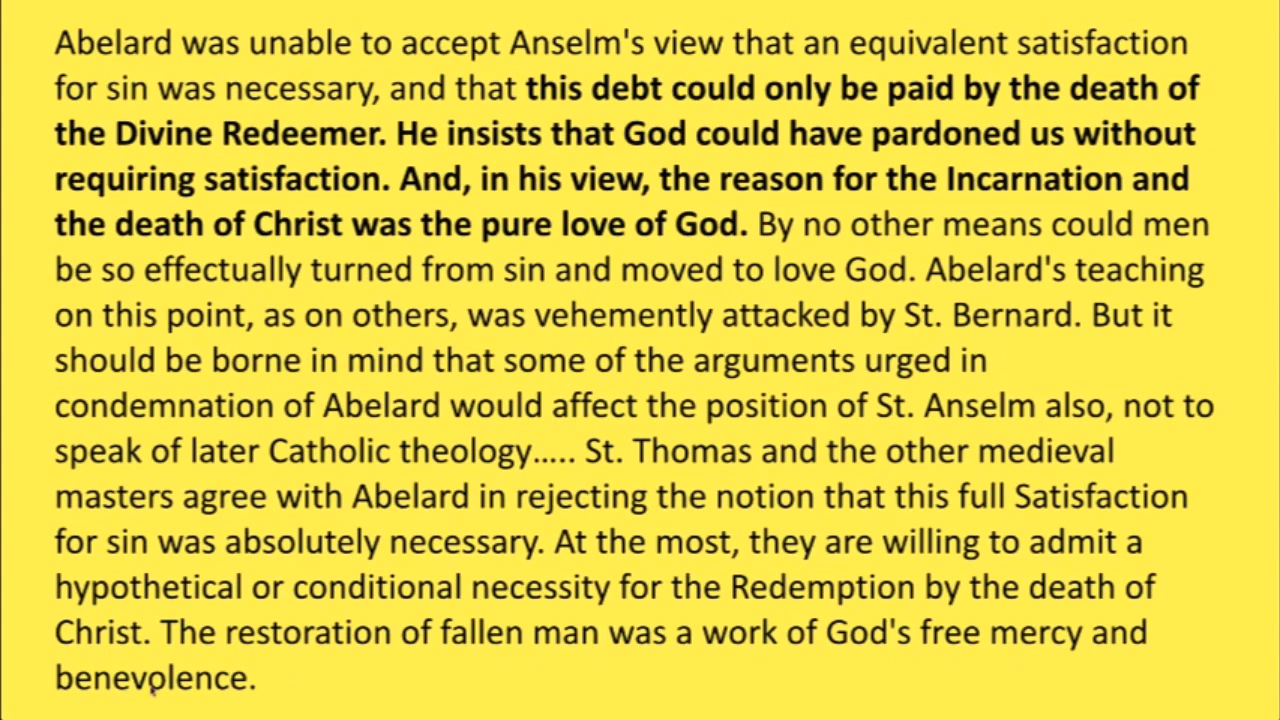 Abelard was unable to accept Anselm's view that an equivalent satisfaction
for sin was necessary, and that this debt could only be paid by the death of
the Divine Redeemer. He insists that God could have pardoned us without
requiring satisfaction. And, in his view, the reason for the Incarnation and
the death of Christ was the pure love of God. By no other means could men
be so effectually turned from sin and moved to love God. Abelard's teaching
on this point, as on others, was vehemently attacked by St. Bernard. But it
should be borne in mind that some of the arguments urged in
condemnation of Abelard would affect the position of St. Anselm also, not to
speak of later Catholic theology..... St. Thomas and the other medieval
masters agree with Abelard in rejecting the notion that this full Satisfaction
for sin was absolutely necessary. At the most, they are willing to admit a
hypothetical or conditional necessity for the Redemption by the death of
Christ. The restoration of fallen man was a work of God's free mercy and
benevolence.